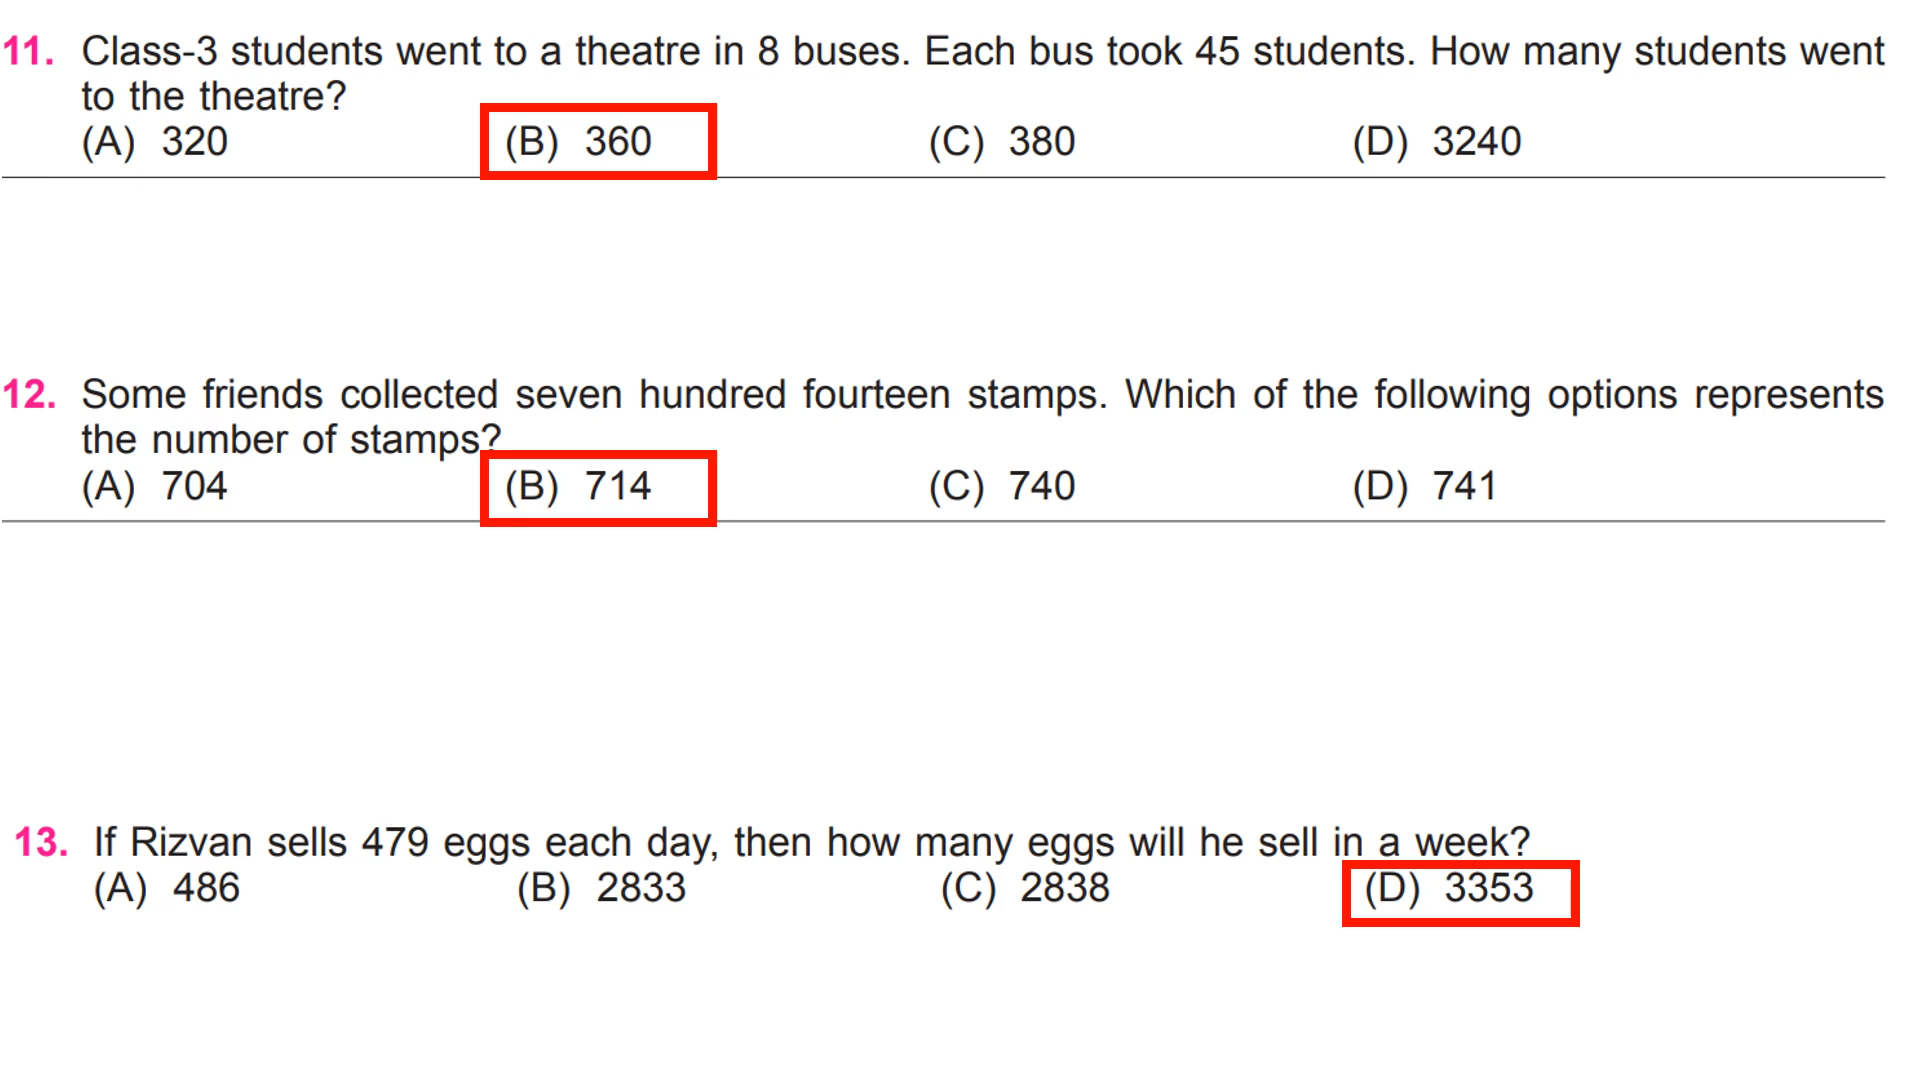 11. Class-3 students went to a theatre in 8 buses. Each bus took 45 students. How many students went
to the theatre?
(A) 320 (B) 360 (C) 380 (D) 3240
12. Some friends collected seven hundred fourteen stamps. Which of the following options represents
the number of stamps?
(A) 704 (B) 714 (C) 740 (D) 741
13. If Rizvan sells 479 eggs each day, then how many eggs will he sell in a week?
(A) 486 (B) 2833 (C) 2838 (D) 3353